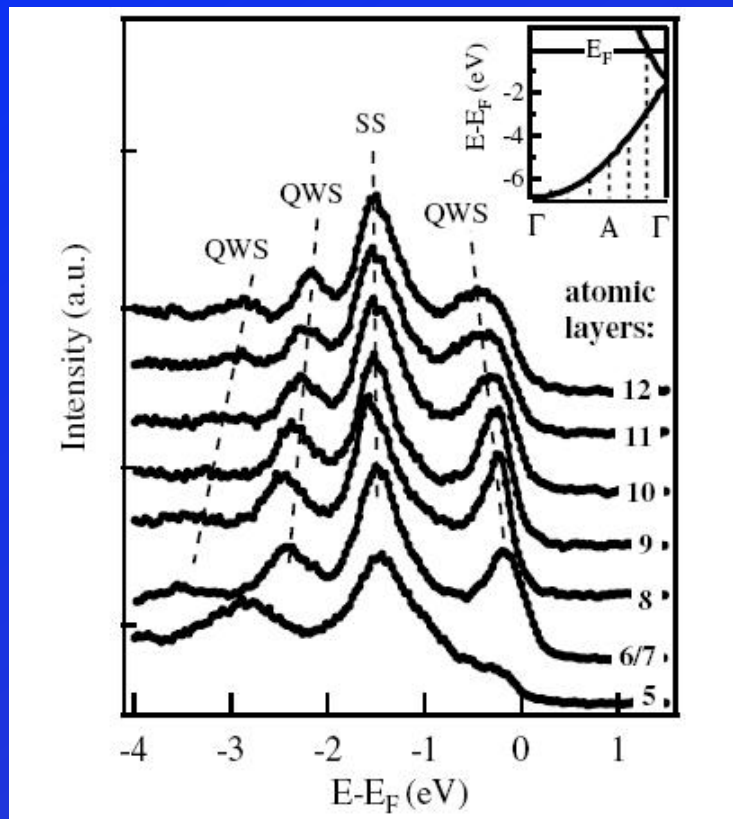 E_F
E-E_F (eV)
-2
-4
-6
Γ
A
Γ
SS
QWS
QWS
QWS
atomic
layers:
12
11
10
9
8
6/7
5
Intensity (a.u.)
-4
-3
-2
-1
0
1
E-E_F (eV)